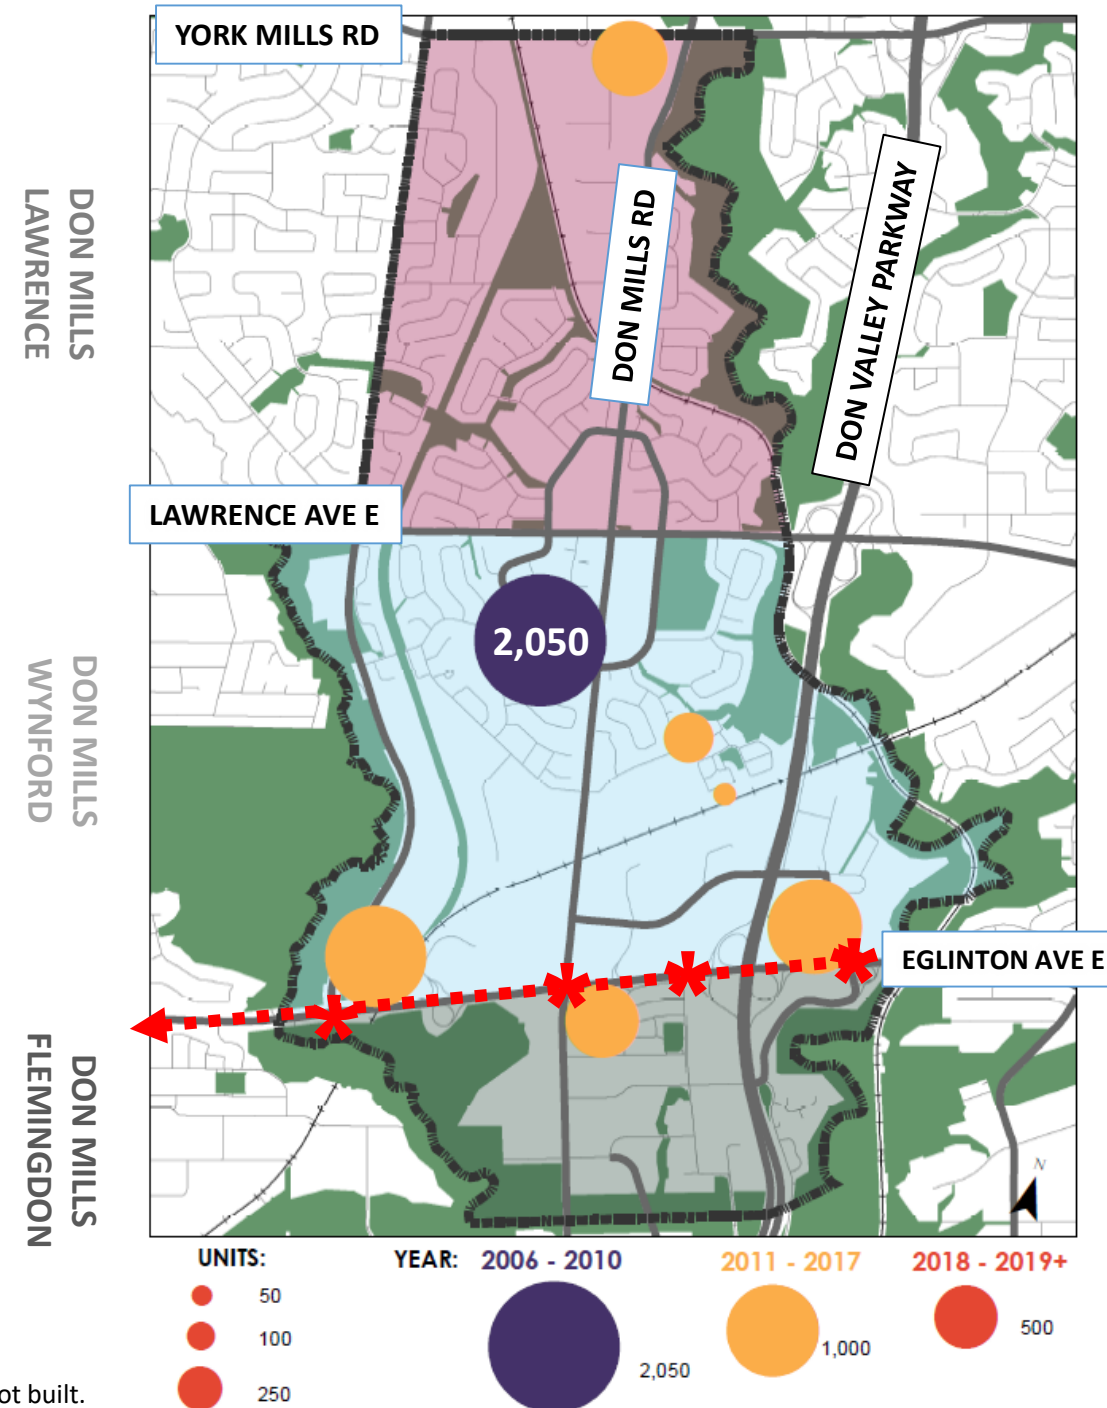 YORK MILLS RD
DON MILLS
LAWRENCE
DON MILLS RD
DON VALLEY PARKWAY
LAWRENCE AVE E
2,050
DON MILLS
WYNFORD
EGLINTON AVE E
DON MILLS
FLEMINGDON
N
UNITS:
YEAR: 2006 - 2010 2011 - 2017 2018 - 2019+
50
100
250
2,050
1,000
500
ot built.